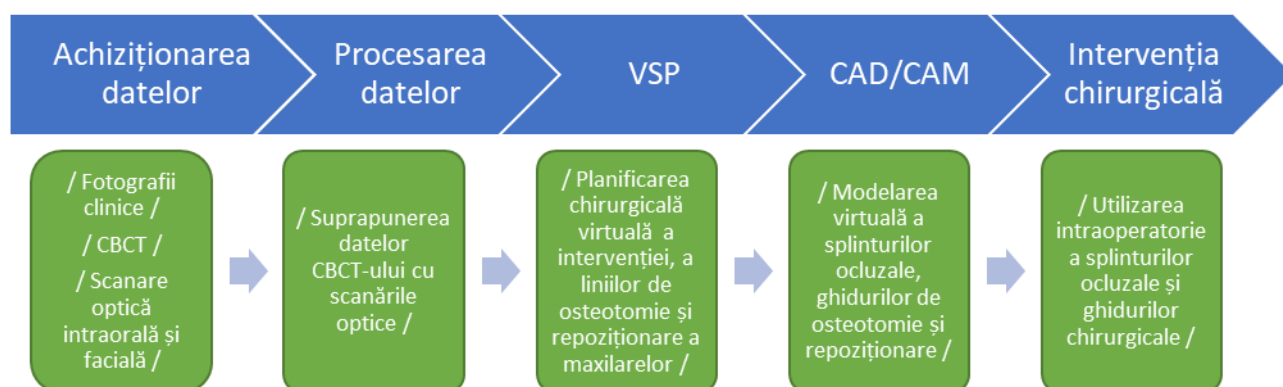 Achiziționarea
datelor
Procesarea
datelor
VSP
CAD/CAM
Intervenția
chirurgicală
/ Fotografii
clinice /
/ CBCT /
/ Scanare
optică
intraorală și
facială /
/ Suprapunerea
datelor
CBCT-ului cu
scanările
optice /
/ Planificarea
chirurgicală
virtuală a
intervenției, a
liniilor de
osteotomie și
repoziționare a
maxilarelor /
/ Modelarea
virtuală a
splinturilor
ocluzale,
ghidurilor de
osteotomie și
repoziționare /
/ Utilizarea
intraoperatorie
a splinturilor
ocluzale și
ghidurilor
chirurgicale /